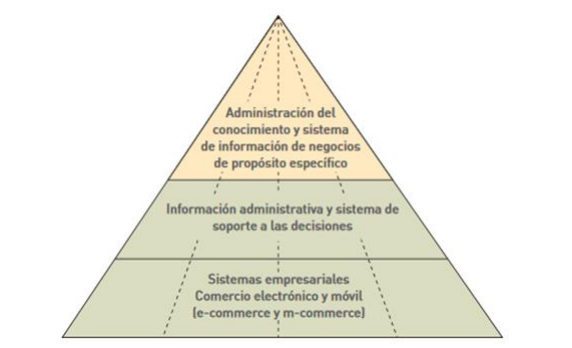 Administración del
conocimiento y sistema
de información de negocios
de propósito específico
Información administrativa y sistema de
soporte a las decisiones
Sistemas empresariales
Comercio electrónico y móvil
(e-commerce y m-commerce)